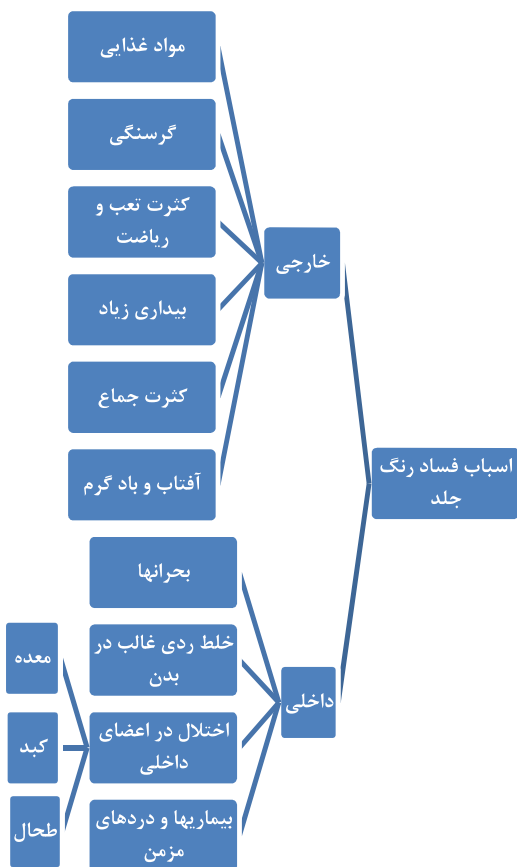 اسباب فساد رنگ
جلد
خارجی
مواد غذایی
گرسنگی
کثرت تعب و
ریاضت
بیداری زیاد
کثرت جماع
آفتاب و باد گرم
داخلی
بحرانها
خلط ردی غالب در
بدن
اختلال در اعضای
داخلی
معده
کبد
طحال
بیماریها و دردهای
مزمن